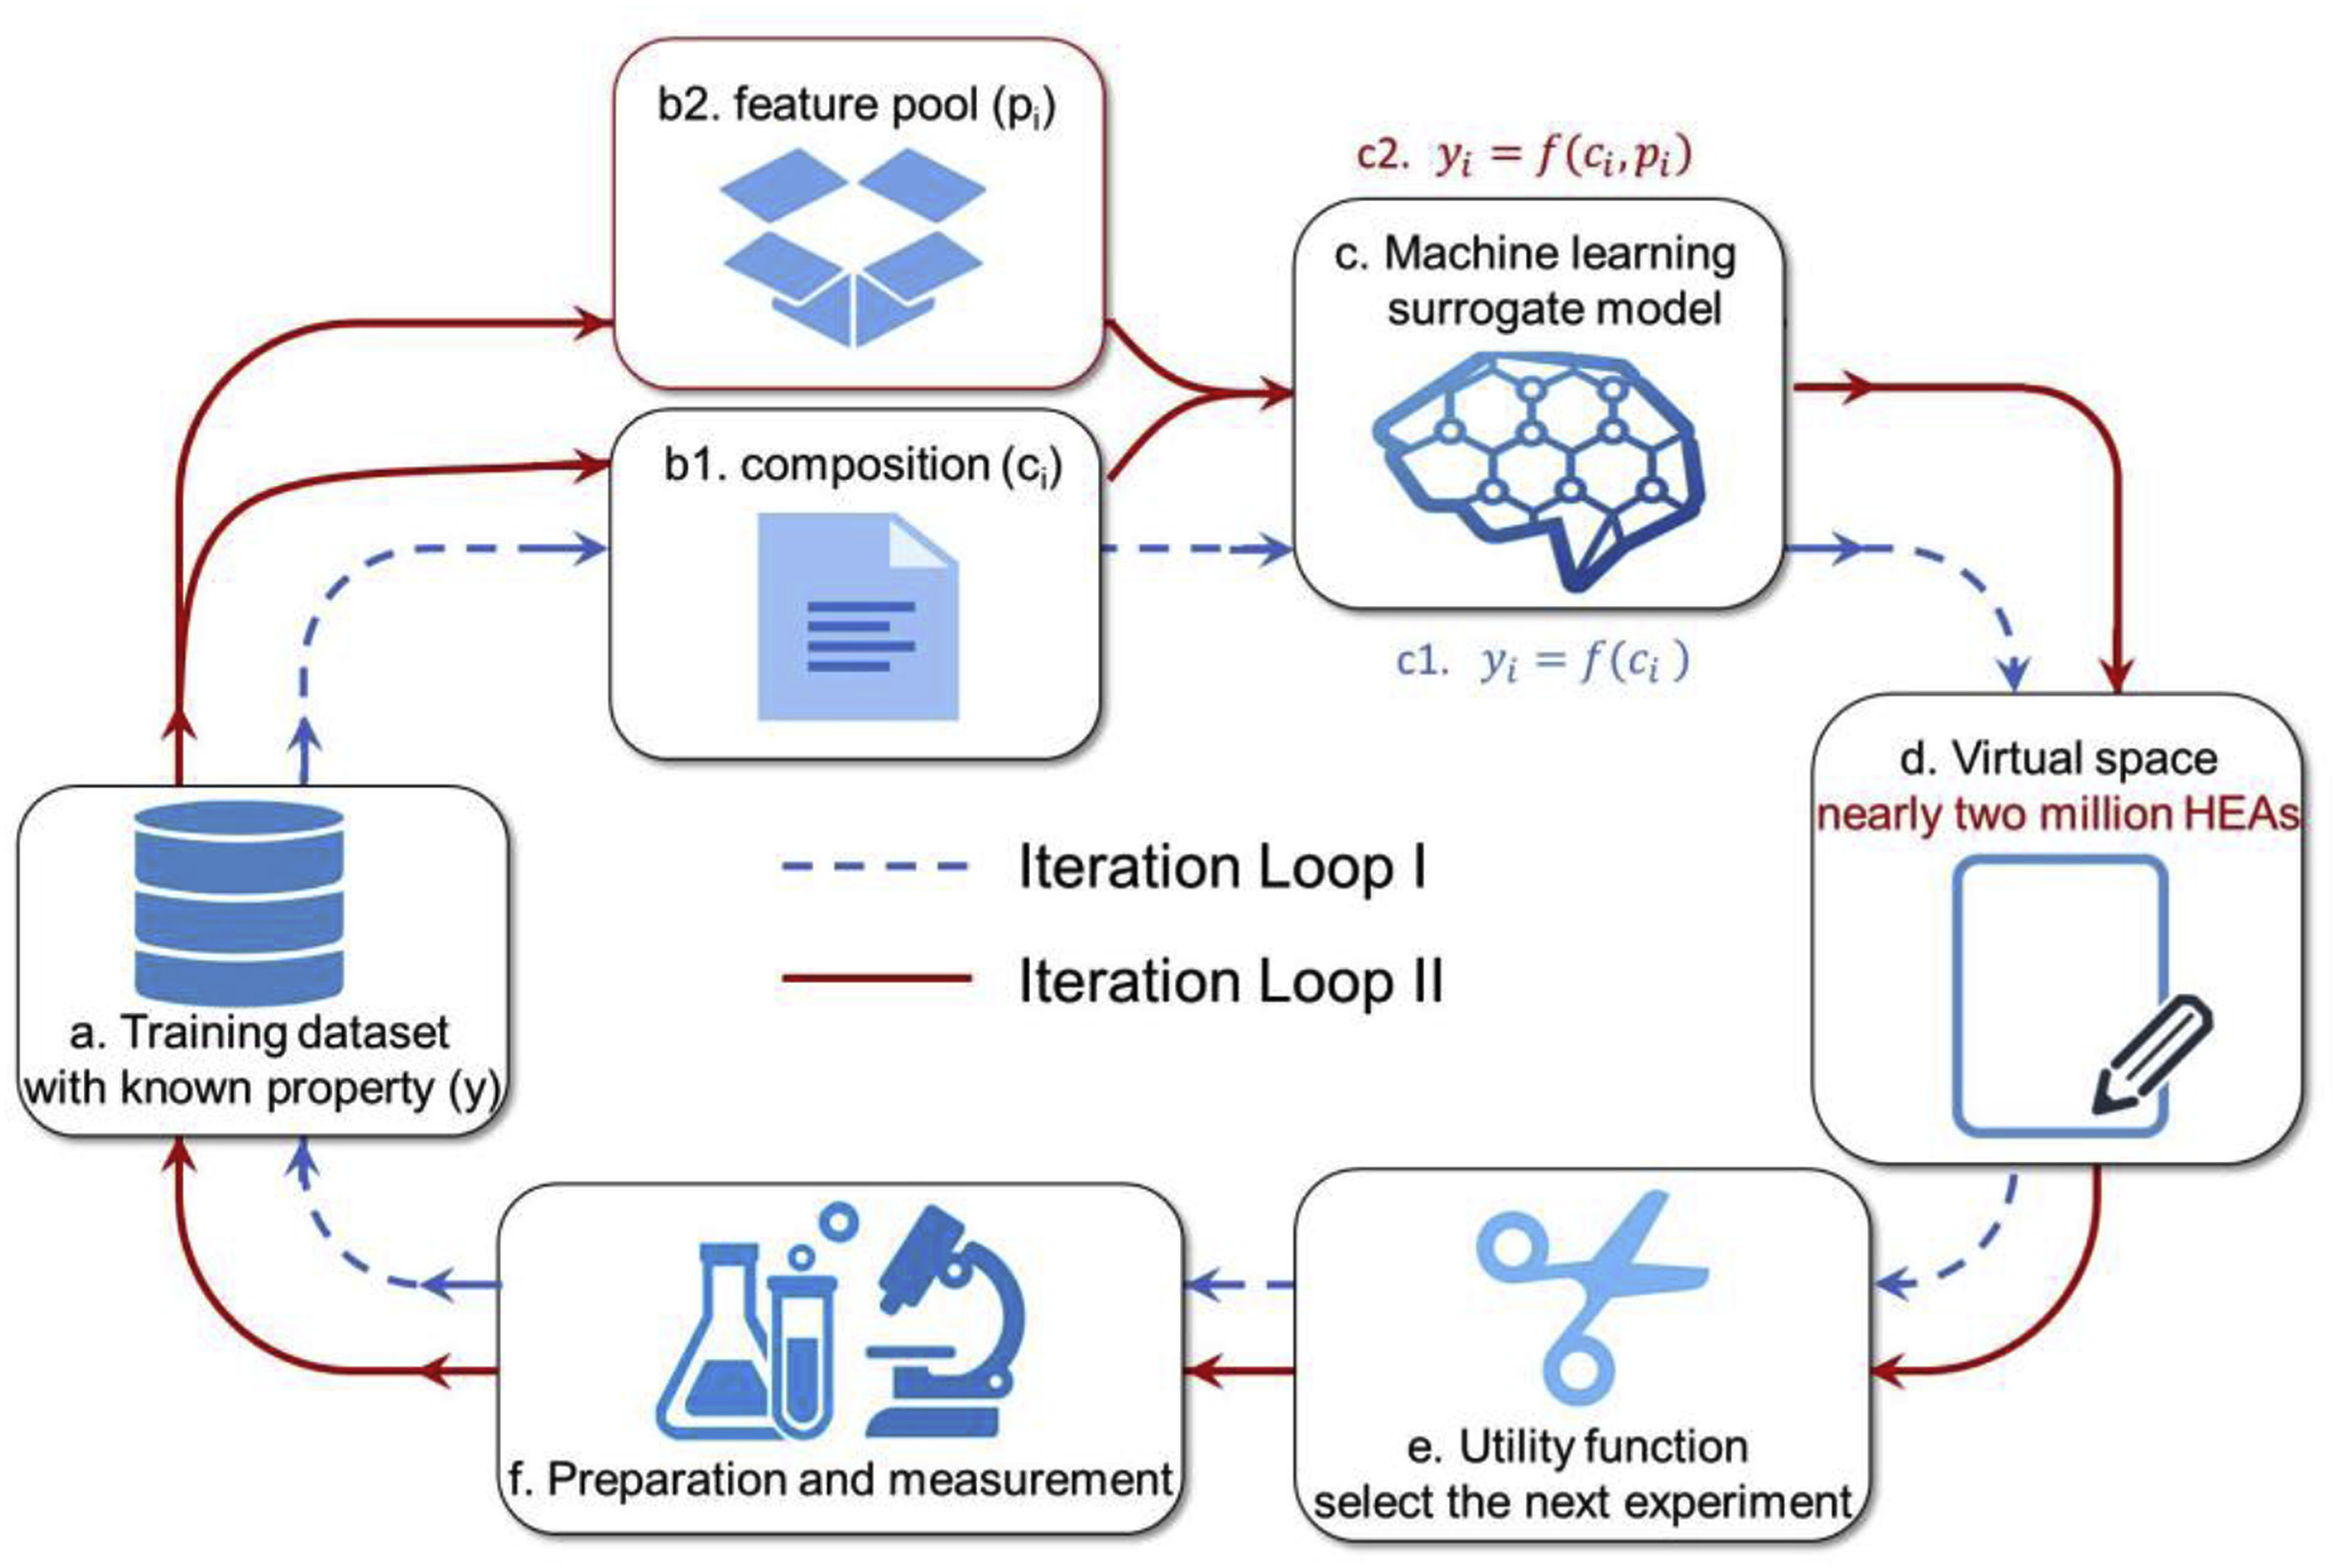 b2. feature pool (pᵢ)
c2. yᵢ = f(cᵢ, pᵢ)
c. Machine learning
surrogate model
b1. composition (cᵢ)
c1. yᵢ = f(cᵢ )
d. Virtual space
nearly two million HEAs
Iteration Loop I
Iteration Loop II
a. Training dataset
with known property (y)
f. Preparation and measurement
e. Utility function
select the next experiment